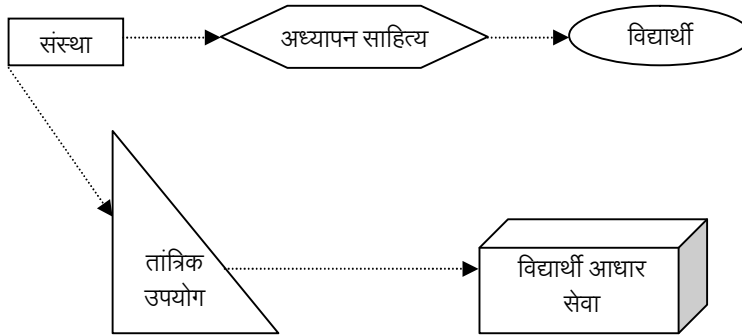 संस्था
अध्यापन साहित्य
विद्यार्थी
तांत्रिक
उपयोग
विद्यार्थी आधार
सेवा